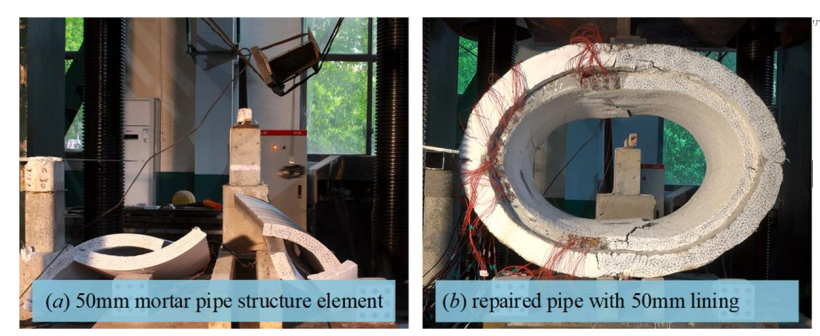 (a) 50mm mortar pipe structure element
(b) repaired pipe with 50mm lining